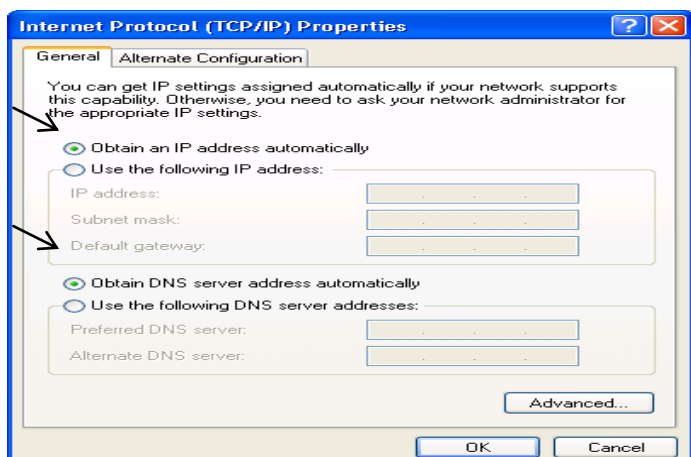 Internet Protocol (TCP/IP) Properties
General
Alternate Configuration
You can get IP settings assigned automatically if your network supports
this capability. Otherwise, you need to ask your network administrator for
the appropriate IP settings.
Obtain an IP address automatically
Use the following IP address:
IP address:
Subnet mask:
Default gateway:
Obtain DNS server address automatically
Use the following DNS server addresses:
Preferred DNS server:
Alternate DNS server:
Advanced...
OK
Cancel